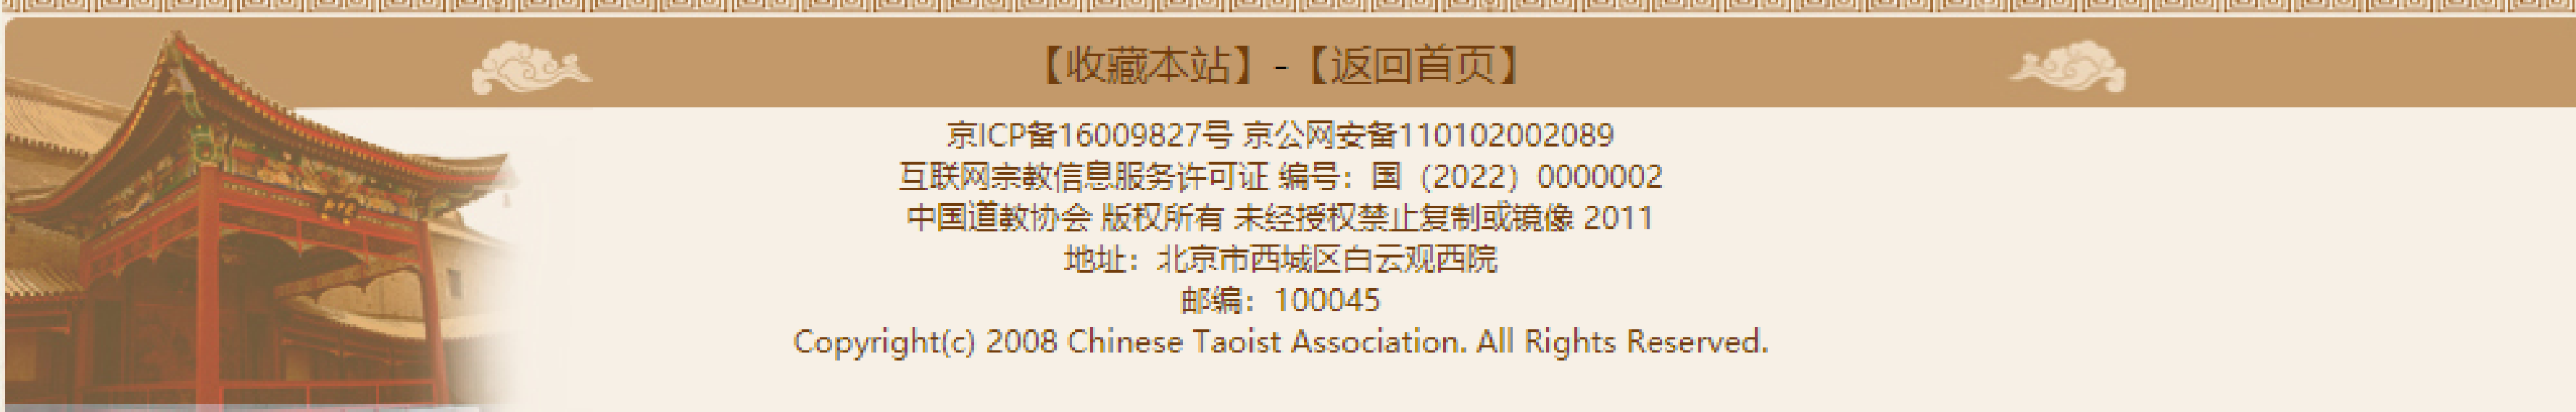 【收藏本站】-【返回首页】
京ICP备16009827号 京公网安备110102002089
互联网宗教信息服务许可证 编号：国（2022）0000002
中国道教协会 版权所有 未经授权禁止复制或镜像 2011
地址：北京市西城区白云观西院
邮编：100045
Copyright(c) 2008 Chinese Taoist Association. All Rights Reserved.